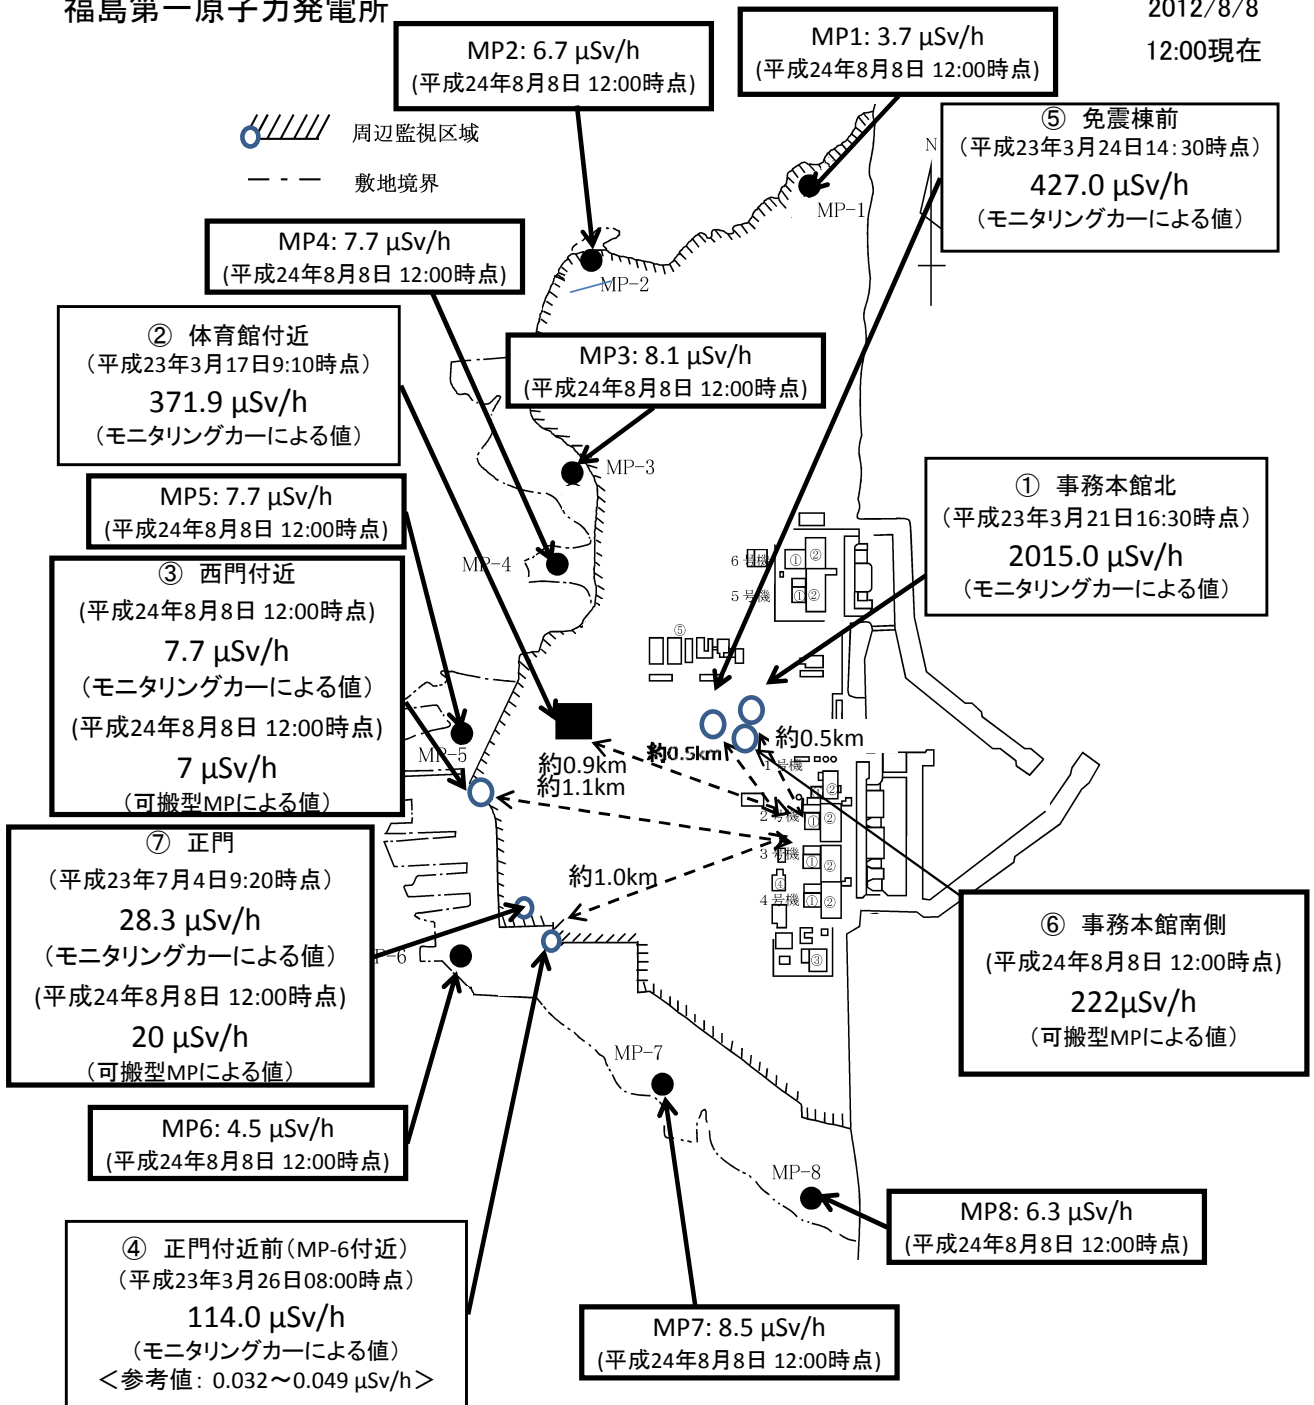 福島第一原子力発電所
2012/8/8
12:00現在
MP2: 6.7 μSv/h
(平成24年8月8日 12:00時点)
MP1: 3.7 μSv/h
(平成24年8月8日 12:00時点)
周辺監視区域
敷地境界
⑤ 免震棟前
(平成23年3月24日14:30時点)
427.0 μSv/h
(モニタリングカーによる値)
N
MP-1
MP4: 7.7 μSv/h
(平成24年8月8日 12:00時点)
MP-2
② 体育館付近
(平成23年3月17日9:10時点)
371.9 μSv/h
(モニタリングカーによる値)
MP3: 8.1 μSv/h
(平成24年8月8日 12:00時点)
MP-3
MP5: 7.7 μSv/h
(平成24年8月8日 12:00時点)
① 事務本館北
(平成23年3月21日16:30時点)
2015.0 μSv/h
(モニタリングカーによる値)
MP-4
6号機
① ②
5号機
① ②
③ 西門付近
(平成24年8月8日 12:00時点)
7.7 μSv/h
(モニタリングカーによる値)
(平成24年8月8日 12:00時点)
7 μSv/h
(可搬型MPによる値)
⑤
MP-5
約0.9km
約1.1km
約0.5km
約0.5km
1号機
②
2号機
① ②
3号機
① ②
④
4号機
① ②
③
約1.0km
⑦ 正門
(平成23年7月4日9:20時点)
28.3 μSv/h
(モニタリングカーによる値)
(平成24年8月8日 12:00時点)
20 μSv/h
(可搬型MPによる値)
P-6
⑥ 事務本館南側
(平成24年8月8日 12:00時点)
222μSv/h
(可搬型MPによる値)
MP-7
MP6: 4.5 μSv/h
(平成24年8月8日 12:00時点)
MP-8
MP8: 6.3 μSv/h
(平成24年8月8日 12:00時点)
④ 正門付近前(MP-6付近)
(平成23年3月26日08:00時点)
114.0 μSv/h
(モニタリングカーによる値)
<参考値: 0.032～0.049 μSv/h>
MP7: 8.5 μSv/h
(平成24年8月8日 12:00時点)